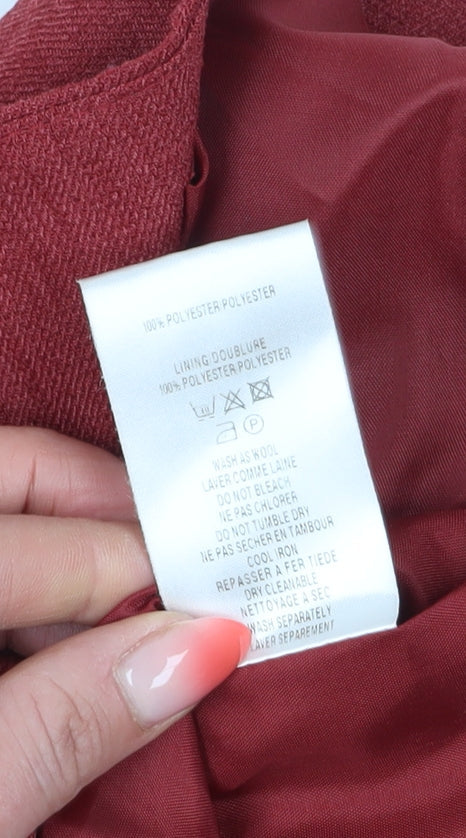 100% POLYESTER-POLYESTER
LINING DOUBLURE
100% POLYESTER-POLYESTER
P
WASH AS WOOL
LAVER COMME LAINE
DO NOT BLEACH
NE PAS CHLORER
DO NOT TUMBLE DRY
NE PAS SECHER EN TAMBOUR
COOL IRON
REPASSER A FER TIEDE
DRY CLEANABLE
NETTOYAGE A SEC
WASH SEPARATELY
LAVER SEPAREMENT